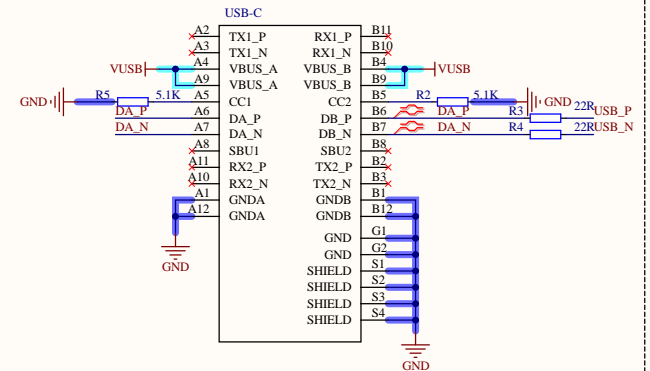 USB-C
A2 TX1_P RX1_P B11
A3 TX1_N RX1_N B10
VUSB A4 VBUS_A VBUS_B B4 VUSB
A9 VBUS_A VBUS_B B9
GND R5 5.1K A5 CC1 CC2 B5 R2 5.1K GND
DA_P A6 DA_P DB_P B6 DA_P R3 22R USB_P
DA_N A7 DA_N DB_N B7 DA_N R4 22R USB_N
A8 SBU1 SBU2 B8
A11 RX2_P TX2_P B2
A10 RX2_N TX2_N B3
A1 GNDA GNDB B1
A12 GNDA GNDB B12
GND G1
GND G2
GND SHIELD S1
SHIELD S2
SHIELD S3
SHIELD S4
GND